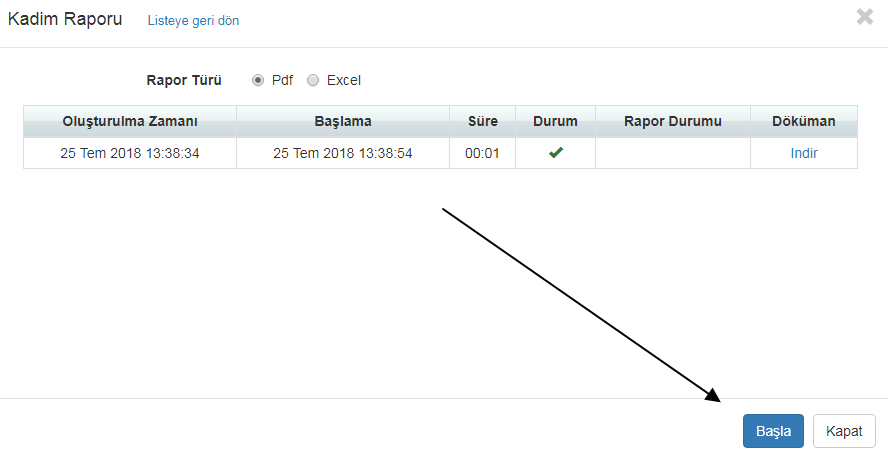 Kadim Raporu Listeye geri dön
Rapor Türü Pdf Excel
Oluşturulma Zamanı Başlama Süre Durum Rapor Durumu Döküman
25 Tem 2018 13:38:34 25 Tem 2018 13:38:54 00:01 Indir
Başla Kapat